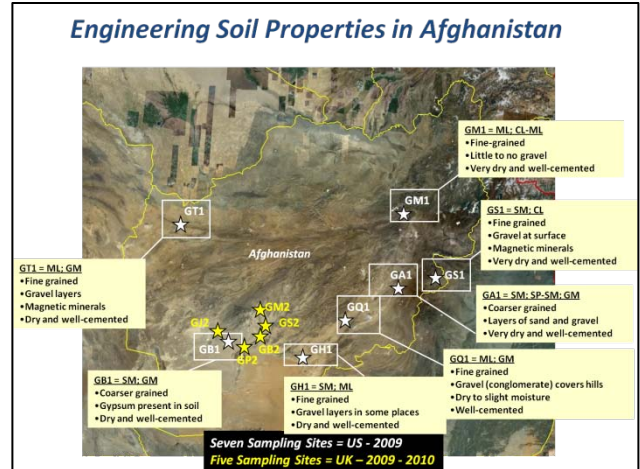 Engineering Soil Properties in Afghanistan
GM1 = ML; CL-ML
•Fine-grained
•Little to no gravel
•Very dry and well-cemented
GT1
GM1
GS1 = SM; CL
•Fine grained
•Gravel at surface
•Magnetic minerals
•Very dry and well-cemented
Afghanistan
GS1
GA1
GT1 = ML; GM
•Fine grained
•Gravel layers
•Magnetic minerals
•Dry and well-cemented
GA1 = SM; SP-SM; GM
•Coarser grained
•Layers of sand and gravel
•Very dry and well-cemented
GM2
GQ1
GJ2
GS2
GB1
GB2
GP2
GH1
GQ1 = ML; GM
•Fine grained
•Gravel (conglomerate) covers hills
•Dry to slight moisture
•Well-cemented
GB1 = SM; GM
•Coarser grained
•Gypsum present in soil
•Dry and well-cemented
GH1 = SM; ML
•Fine grained
•Gravel layers in some places
•Dry and well-cemented
Seven Sampling Sites = US - 2009
Five Sampling Sites = UK – 2009 - 2010